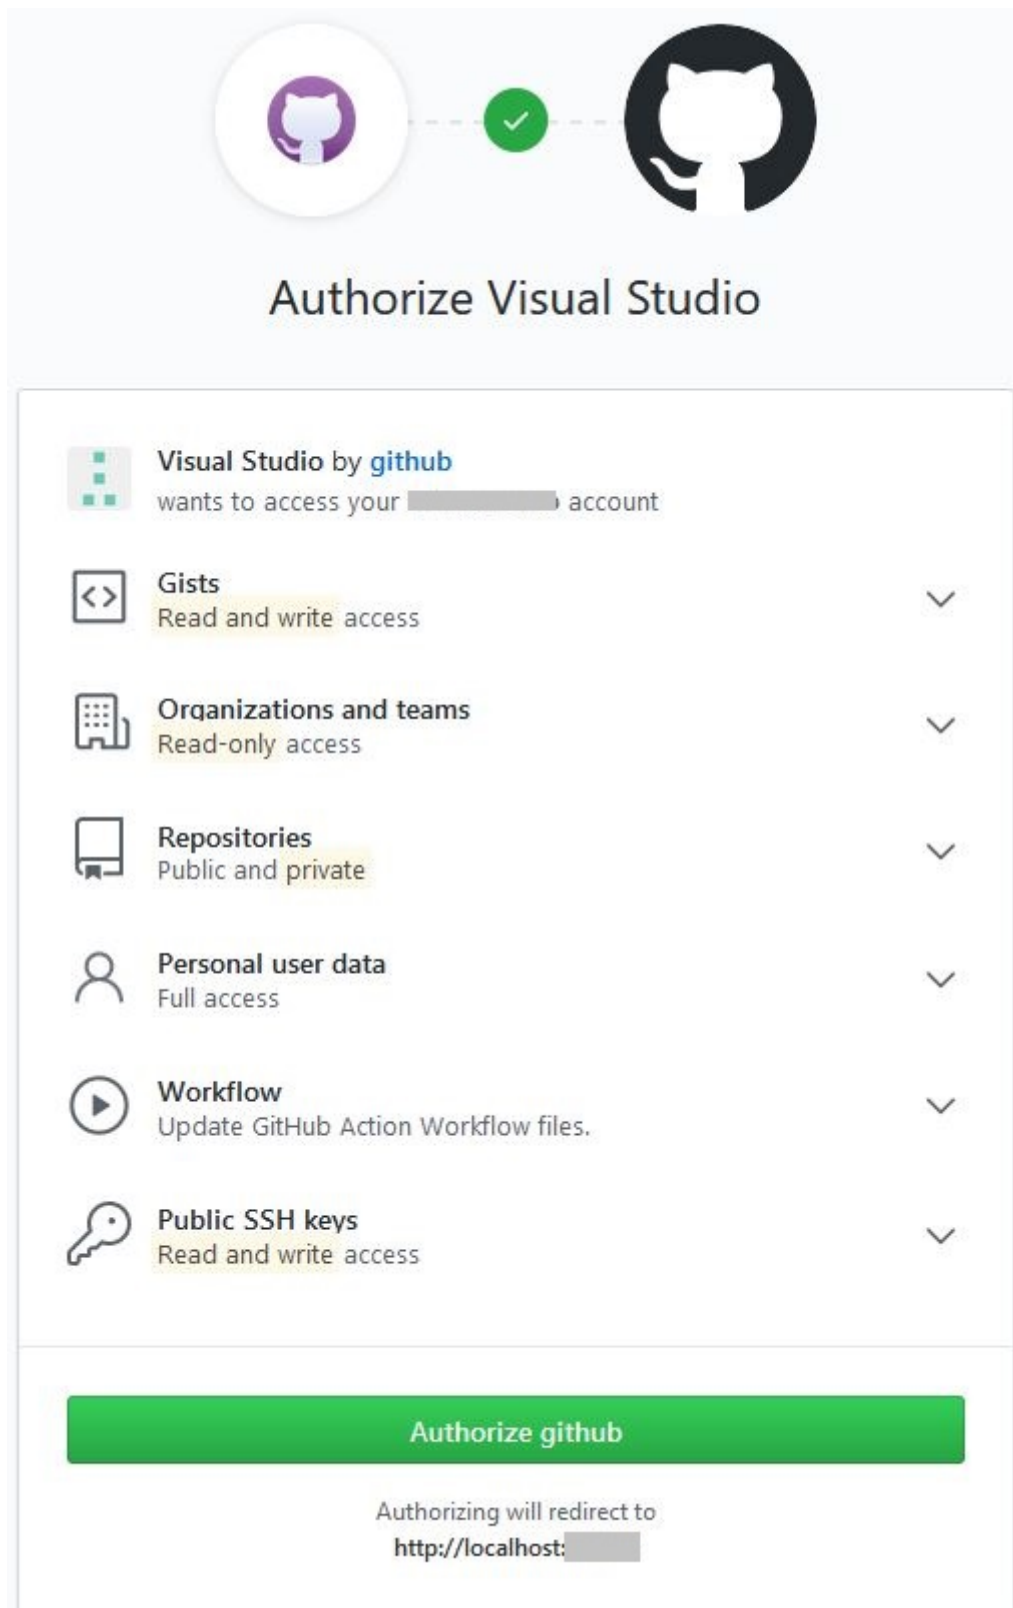 Authorize Visual Studio
Visual Studio by github
wants to access your account
Gists
Read and write access
Organizations and teams
Read-only access
Repositories
Public and private
Personal user data
Full access
Workflow
Update GitHub Action Workflow files.
Public SSH keys
Read and write access
Authorize github
Authorizing will redirect to
http://localhost: